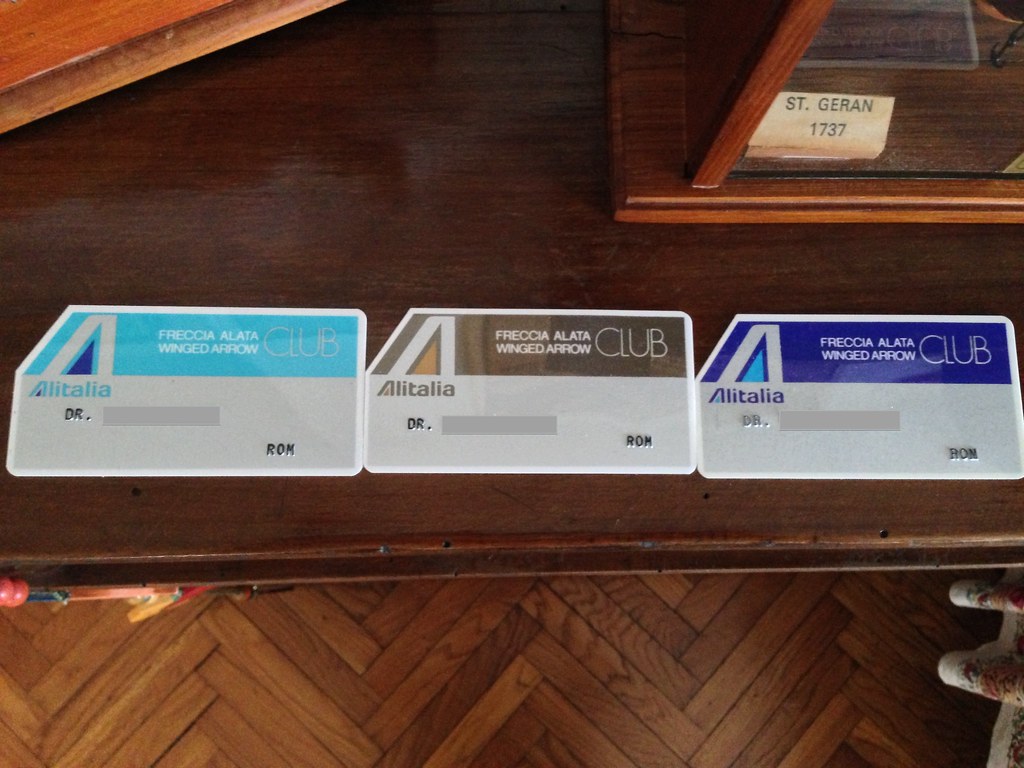 ST. GERAN
1737
FRECCIA ALATA
WINGED ARROW
CLUB
Alitalia
DR.
ROM
FRECCIA ALATA
WINGED ARROW
CLUB
Alitalia
DR.
ROM
FRECCIA ALATA
WINGED ARROW
CLUB
Alitalia
DR.
ROM